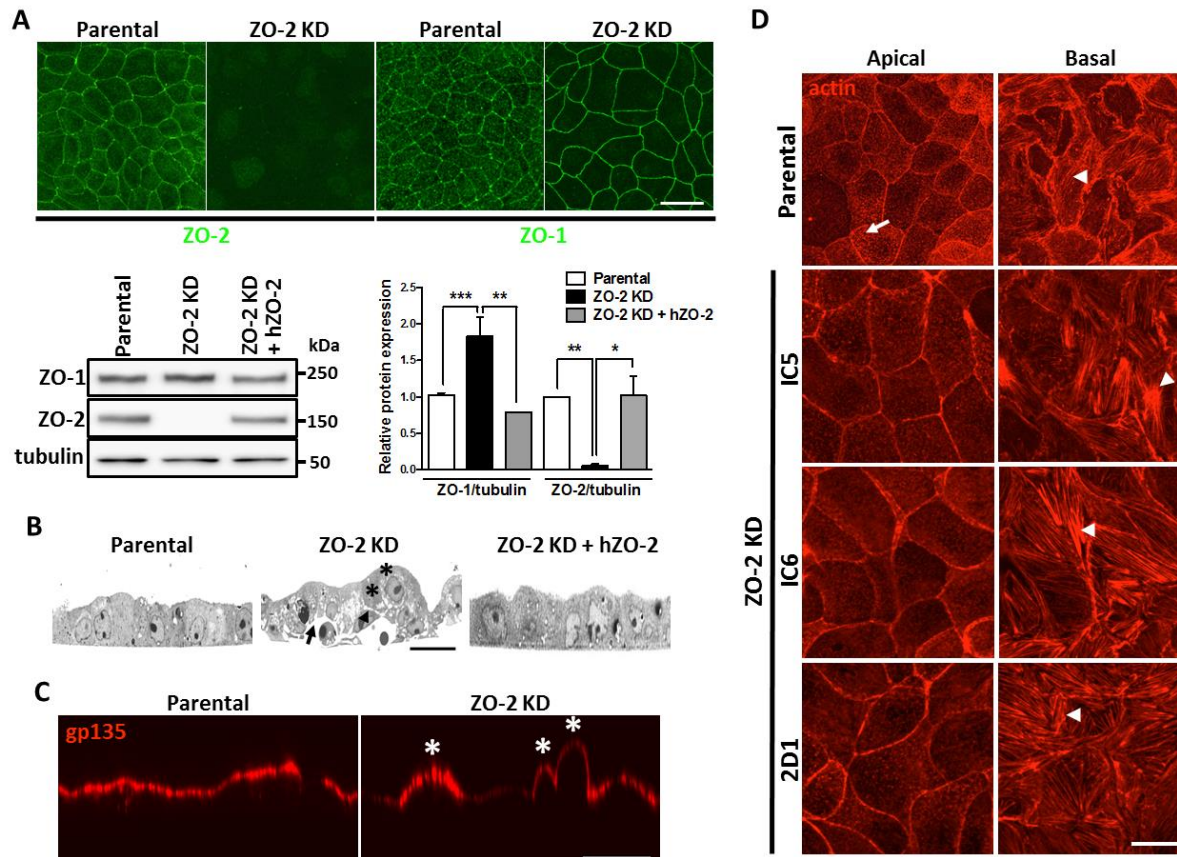 A
Parental ZO-2 KD Parental ZO-2 KD
ZO-2 ZO-1
Parental
ZO-2 KD
ZO-2 KD
+ hZO-2
kDa
ZO-1
250
ZO-2
150
tubulin
50
Relative protein expression
2.5
2.0
1.5
1.0
0.5
0.0
*** **
** *
Parental
ZO-2 KD
ZO-2 KD + hZO-2
ZO-1/tubulin ZO-2/tubulin
B
Parental ZO-2 KD ZO-2 KD + hZO-2
*
*
C
Parental ZO-2 KD
gp135
* * *
D
Apical Basal
actin
Parental
ZO-2 KD
IC5
IC6
2D1